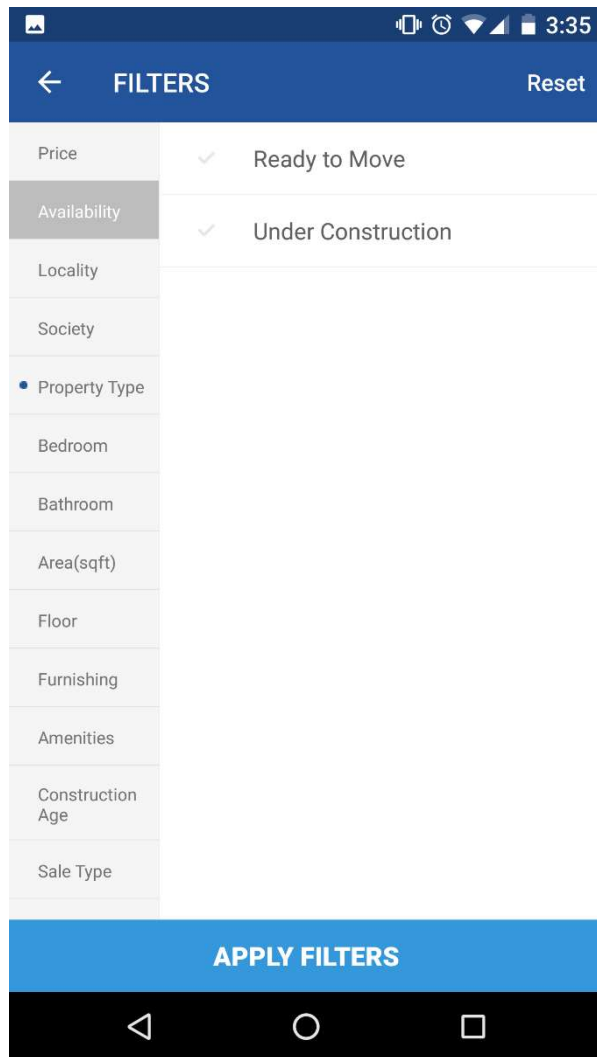 3:35
FILTERS
Reset
Price
Availability
Locality
Society
Property Type
Bedroom
Bathroom
Area(sqft)
Floor
Furnishing
Amenities
Construction
Age
Sale Type
Ready to Move
Under Construction
APPLY FILTERS